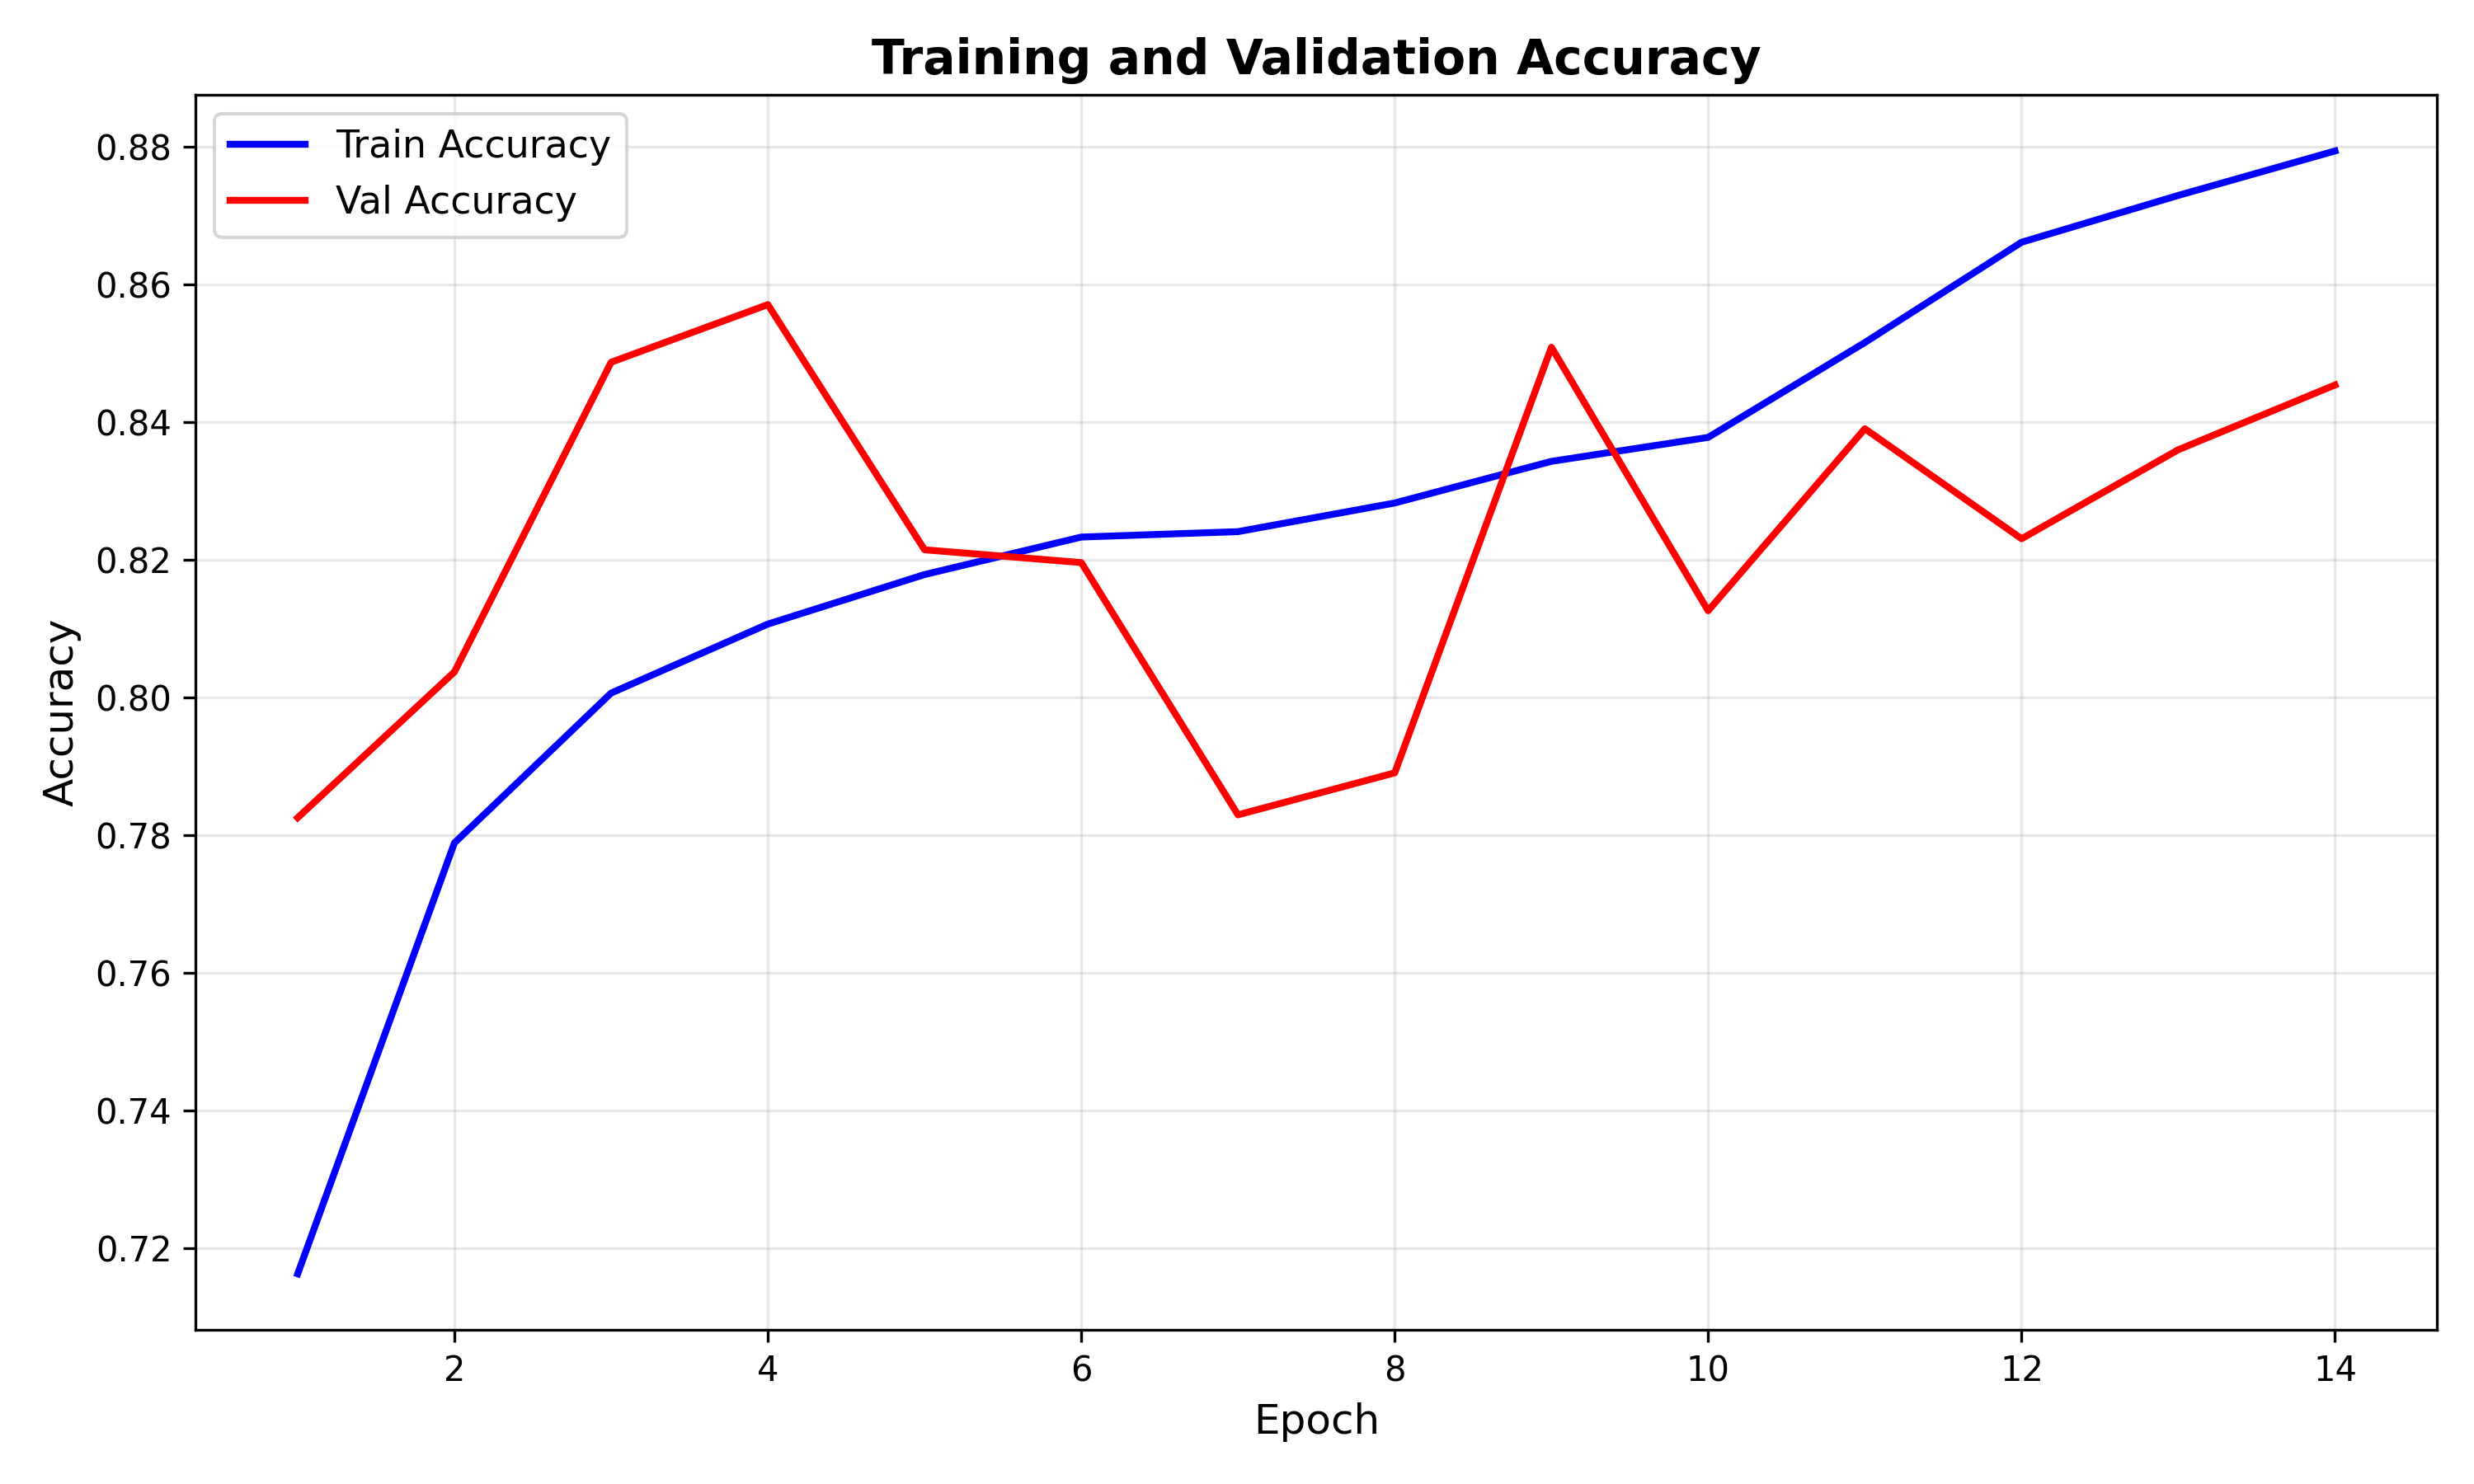 Training and Validation Accuracy
Train Accuracy
Val Accuracy
0.88
0.86
0.84
0.82
0.80
0.78
0.76
0.74
0.72
Accuracy
2 4 6 8 10 12 14
Epoch